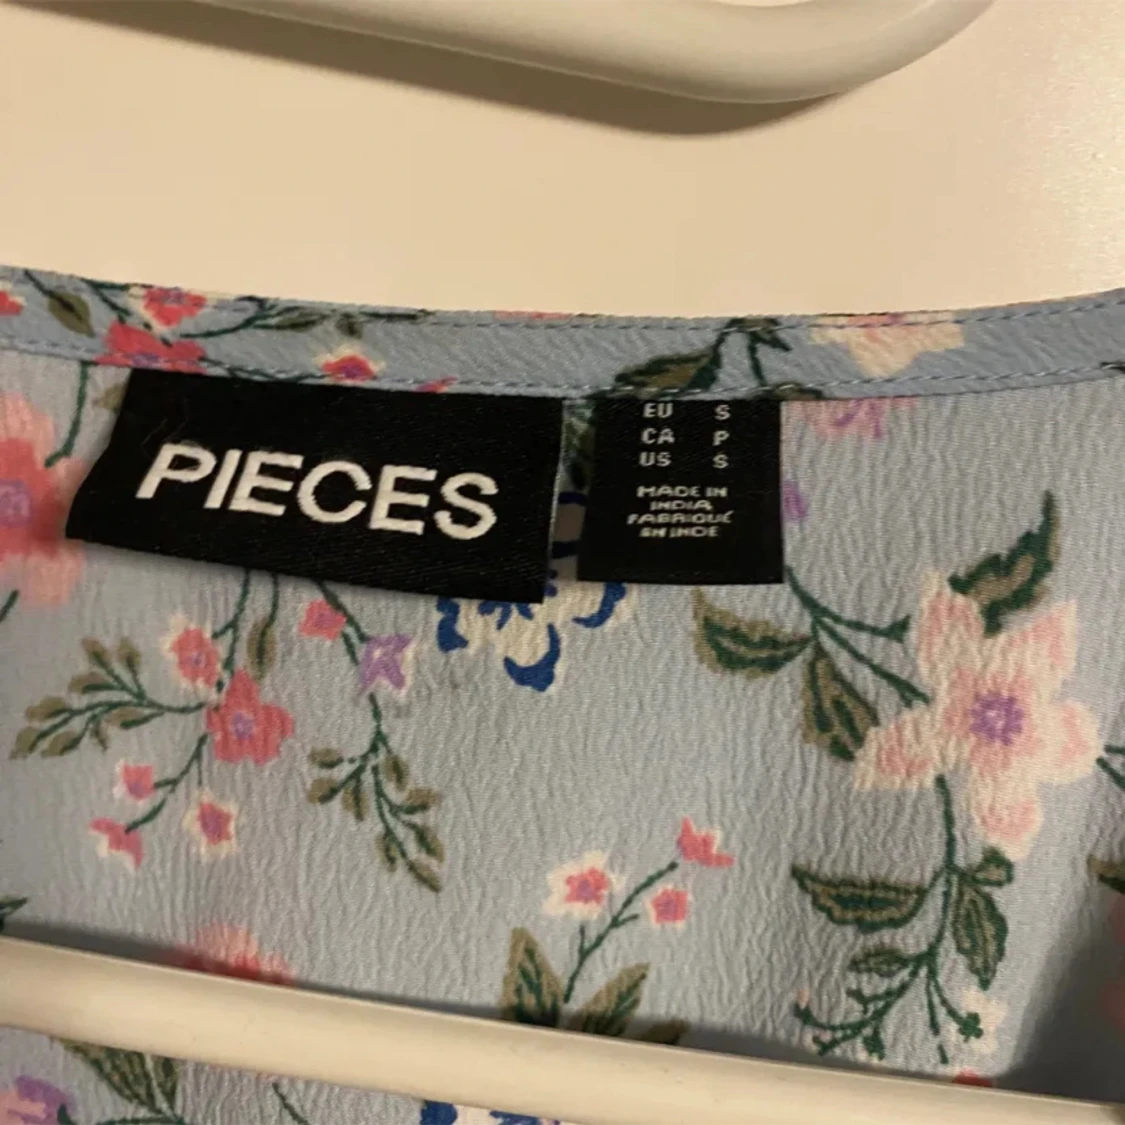 PIECES
EU S
CA P
US S
MADE IN
INDIA
FABRIQUÉ
EN INDE